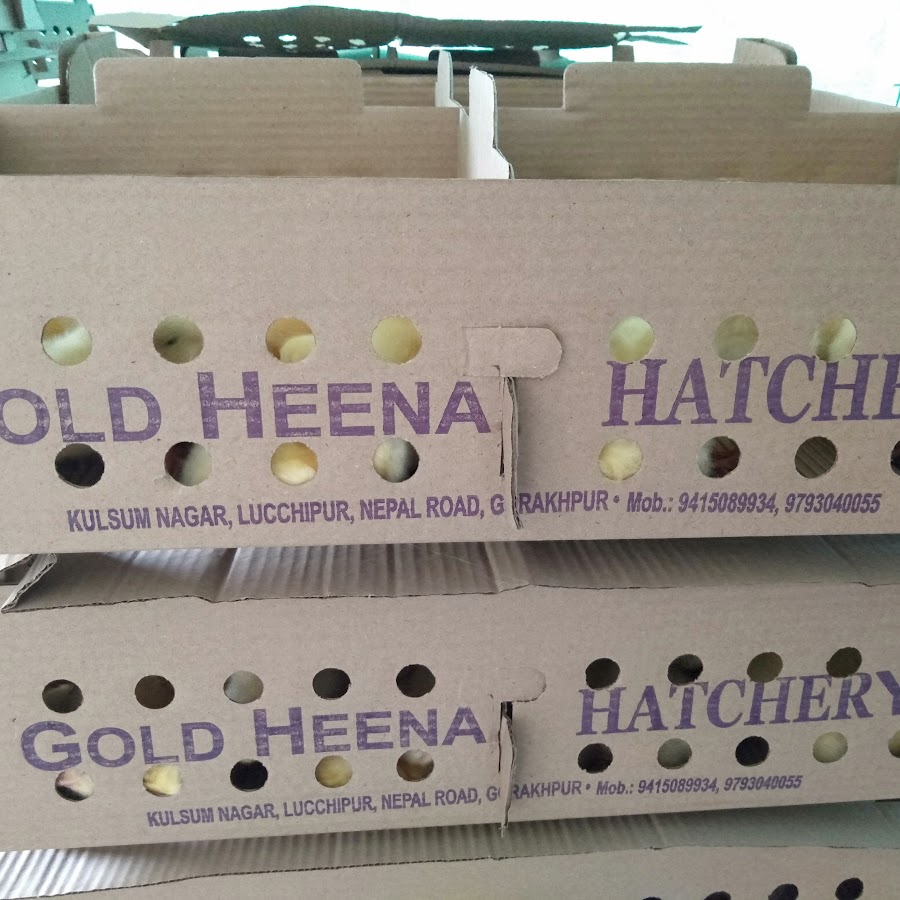 OLD HEENA HATCHE
KULSUM NAGAR, LUCCHIPUR, NEPAL ROAD, G RAKHPUR • Mob.: 9415089934, 9793040055
GOLD HEENA HATCHERY
KULSUM NAGAR, LUCCHIPUR, NEPAL ROAD, G RAKHPUR • Mob.: 9415089934, 9793040055